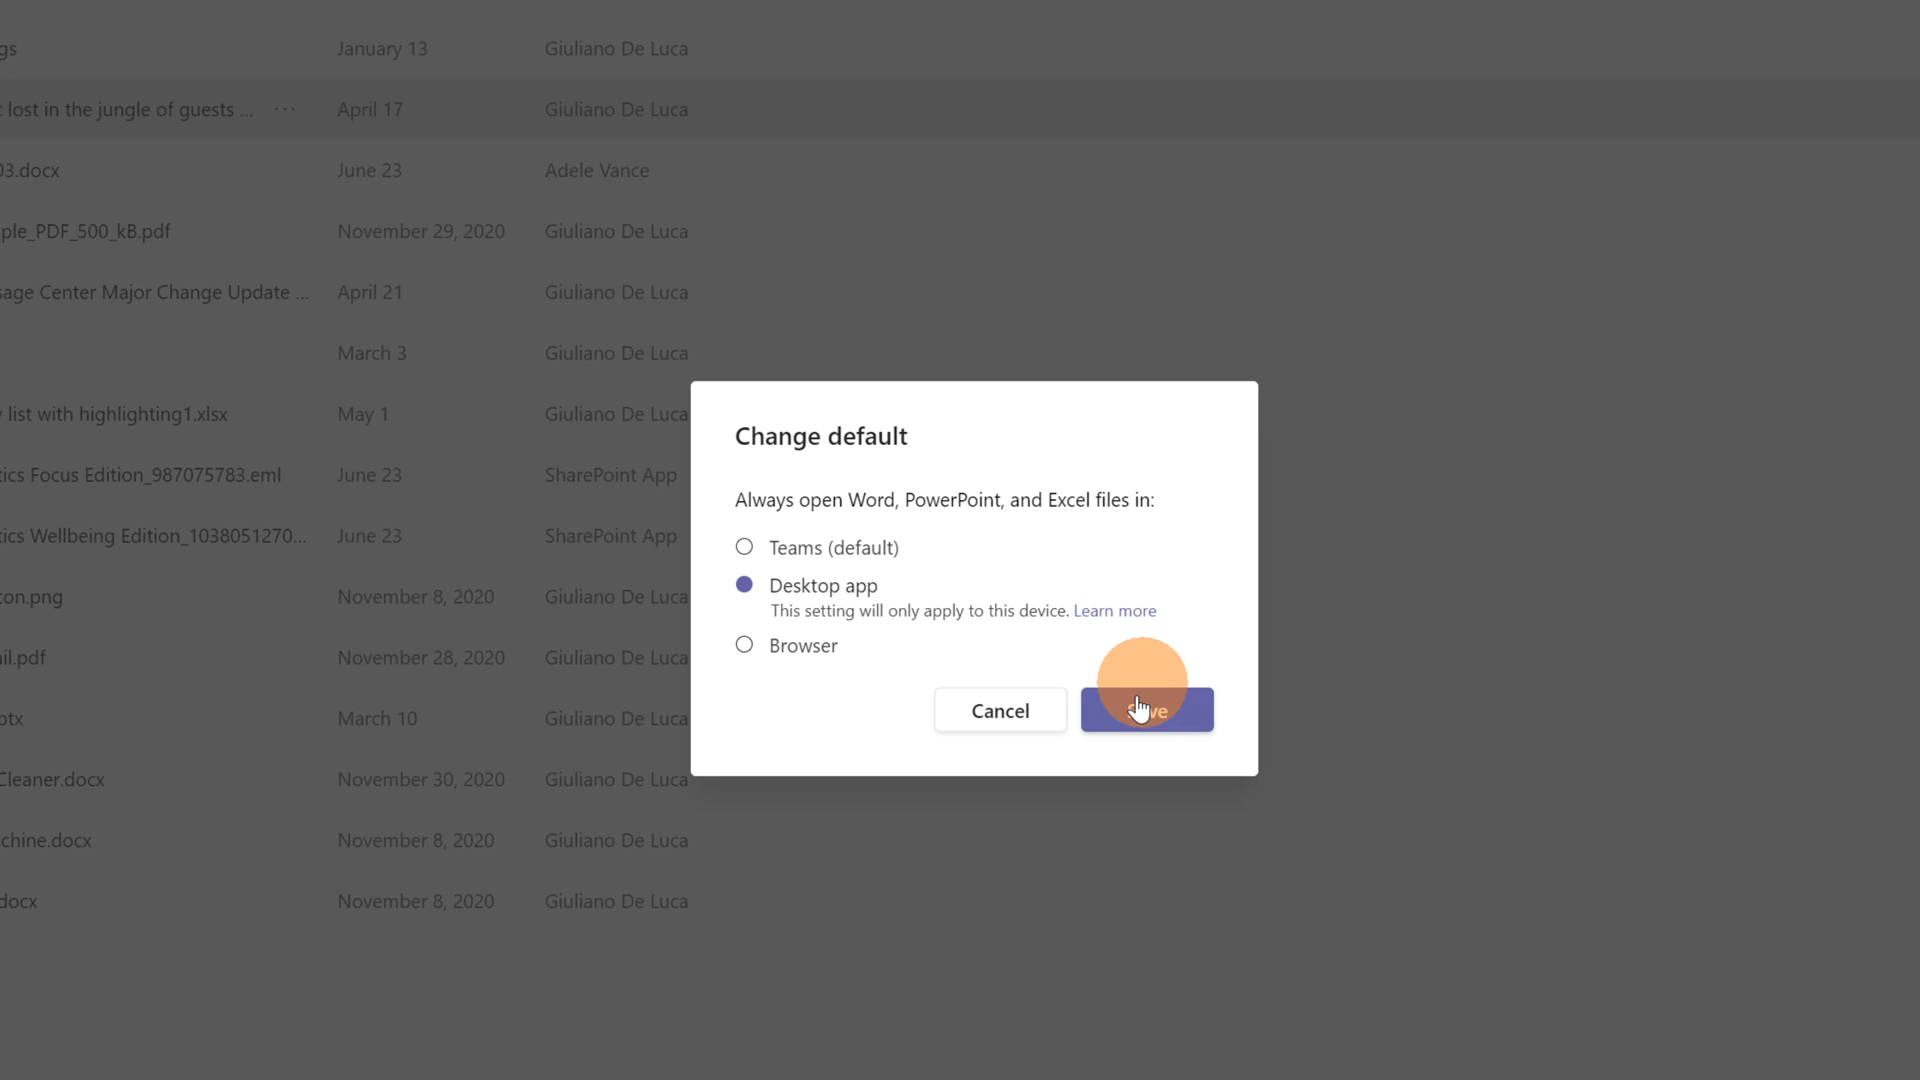 gs January 13 Giuliano De Luca
lost in the jungle of guests ... ... April 17 Giuliano De Luca
03.docx June 23 Adele Vance
ple_PDF_500_kB.pdf November 29, 2020 Giuliano De Luca
sage Center Major Change Update ... April 21 Giuliano De Luca
March 3 Giuliano De Luca
list with highlighting1.xlsx May 1 Giuliano De Luca
tics Focus Edition_987075783.eml June 23 SharePoint App
tics Wellbeing Edition_1038051270... June 23 SharePoint App
con.png November 8, 2020 Giuliano De Luca
il.pdf November 28, 2020 Giuliano De Luca
ptx March 10 Giuliano De Luca
Cleaner.docx November 30, 2020 Giuliano De Luca
chine.docx November 8, 2020 Giuliano De Luca
docx November 8, 2020 Giuliano De Luca
Change default
Always open Word, PowerPoint, and Excel files in:
Teams (default)
Desktop app
This setting will only apply to this device. Learn more
Browser
Cancel Save